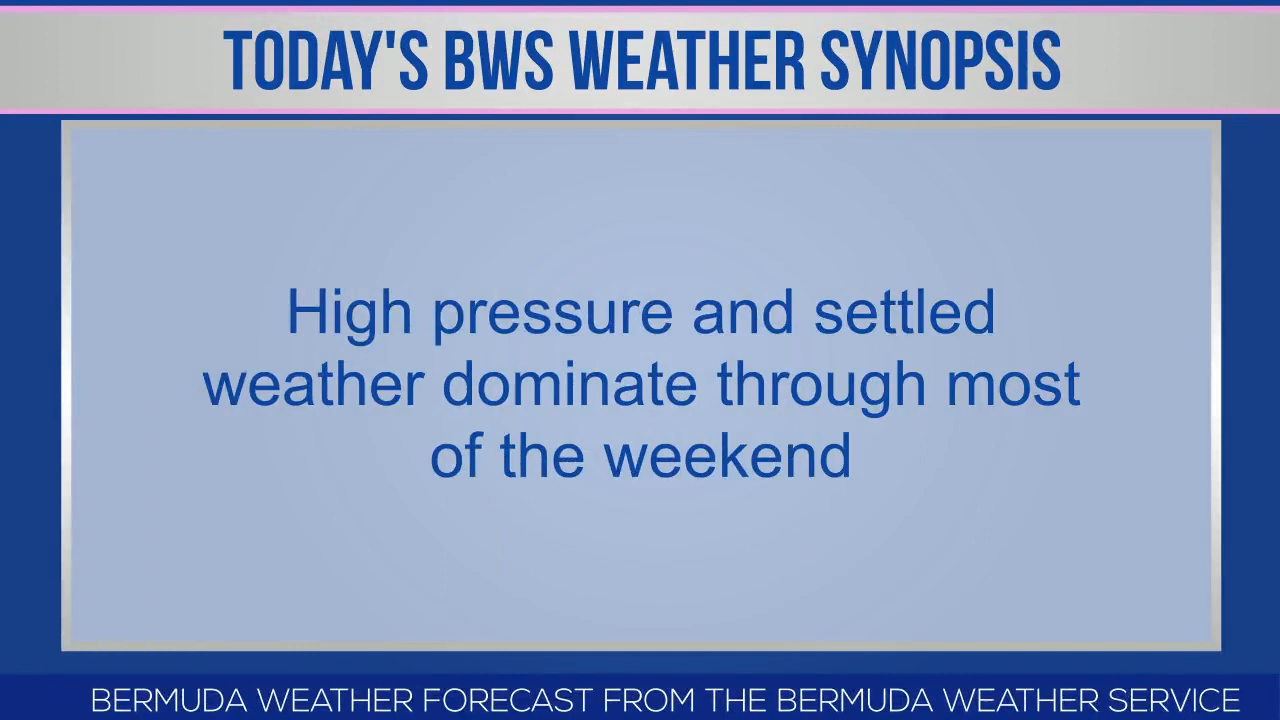 TODAY'S BWS WEATHER SYNOPSIS
High pressure and settled
weather dominate through most
of the weekend
BERMUDA WEATHER FORECAST FROM THE BERMUDA WEATHER SERVICE